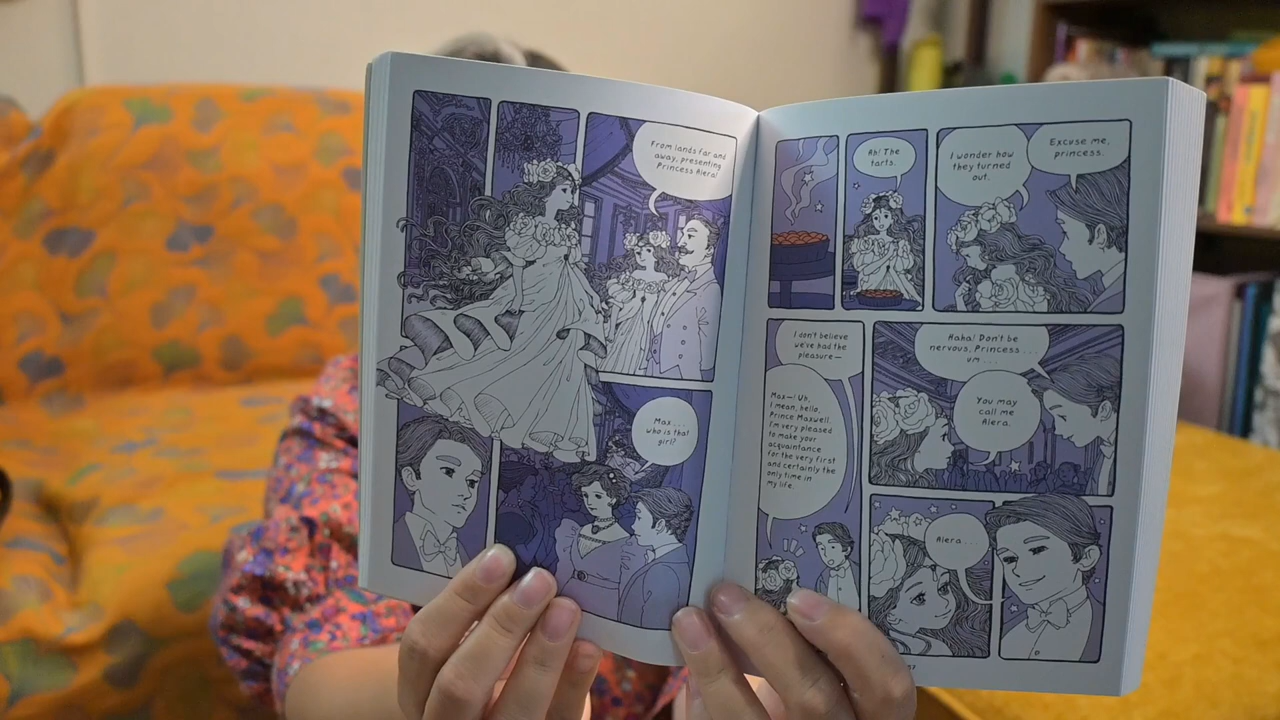 From lands far and
away, presenting
Princess Alera!
Max...
who is that
girl?
Ah! The
tarts.
I wonder how
they turned
out.
Excuse me,
princess.
I don't believe
we've had the
pleasure—
Max—! Uh,
I mean, hello,
Prince Maxwell.
I'm very pleased
to make your
acquaintance
for the very first
and certainly the
only time in
my life.
Haha! Don't be
nervous, Princess...
um...
You may
call me
Alera.
Alera...